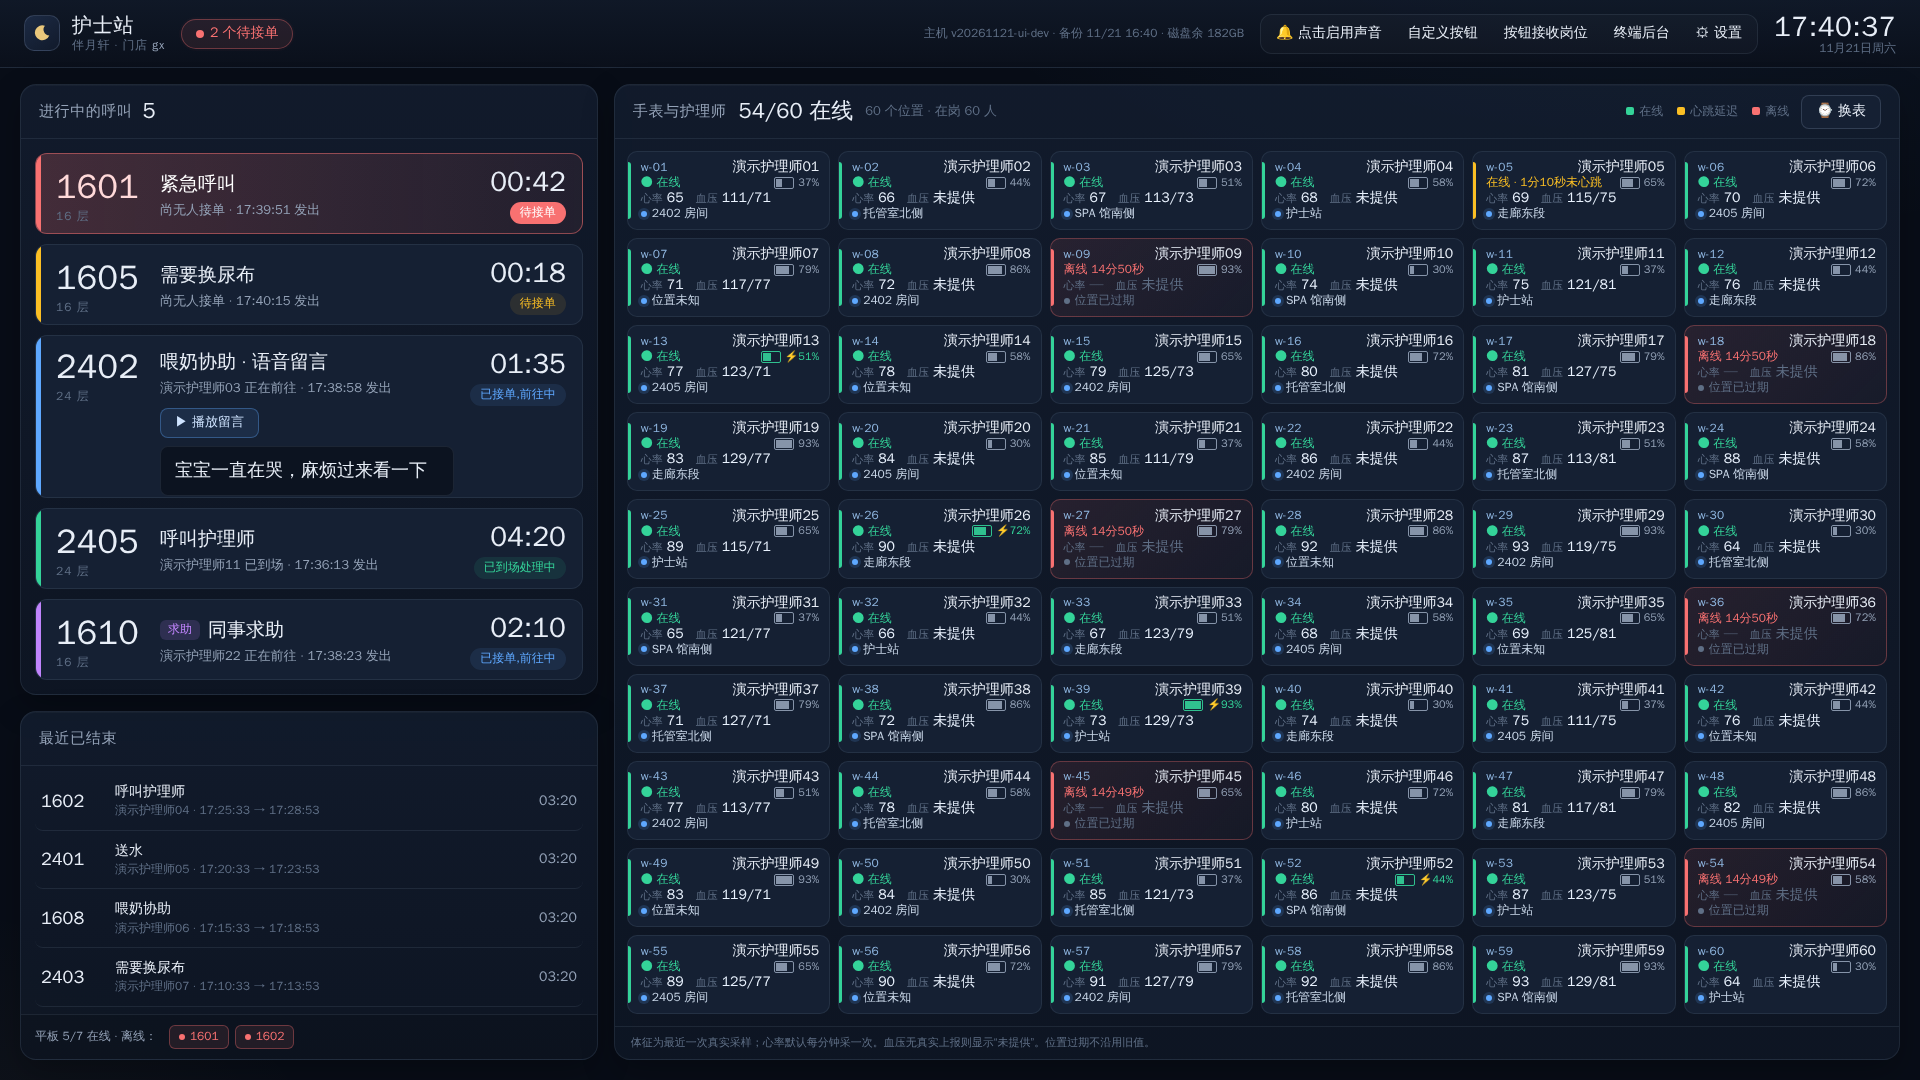 护士站
伴月轩 · 门店 gx
2 个待接单
主机 v20261121-ui-dev · 备份 11/21 16:40 · 磁盘余 182GB
🔔 点击启用声音 自定义按钮 按钮接收岗位 终端后台 设置
17:40:37
11月21日周六
进行中的呼叫 5
1601 紧急呼叫 00:42
16 层 尚无人接单 · 17:39:51 发出 待接单
1605 需要换尿布 00:18
16 层 尚无人接单 · 17:40:15 发出 待接单
2402 喂奶协助 · 语音留言 01:35
24 层 演示护理师03 正在前往 · 17:38:58 发出 已接单,前往中
▶ 播放留言
宝宝一直在哭，麻烦过来看一下
2405 呼叫护理师 04:20
24 层 演示护理师11 已到场 · 17:36:13 发出 已到场处理中
1610 求助 同事求助 02:10
16 层 演示护理师22 正在前往 · 17:38:23 发出 已接单,前往中
最近已结束
1602 呼叫护理师 03:20
演示护理师04 · 17:25:33 → 17:28:53
2401 送水 03:20
演示护理师05 · 17:20:33 → 17:23:53
1608 喂奶协助 03:20
演示护理师06 · 17:15:33 → 17:18:53
2403 需要换尿布 03:20
演示护理师07 · 17:10:33 → 17:13:53
平板 5/7 在线 · 离线： 1601 1602
手表与护理师 54/60 在线 60 个位置 · 在岗 60 人
在线 心跳延迟 离线 换表
w-01 演示护理师01 w-02 演示护理师02 w-03 演示护理师03 w-04 演示护理师04 w-05 演示护理师05 w-06 演示护理师06
在线 37% 在线 44% 在线 51% 在线 58% 在线 · 1分10秒未心跳 65% 在线 72%
心率 65 血压 111/71 心率 66 血压 未提供 心率 67 血压 113/73 心率 68 血压 未提供 心率 69 血压 115/75 心率 70 血压 未提供
2402 房间 托管室北侧 SPA 馆南侧 护士站 走廊东段 2405 房间
w-07 演示护理师07 w-08 演示护理师08 w-09 演示护理师09 w-10 演示护理师10 w-11 演示护理师11 w-12 演示护理师12
在线 79% 在线 86% 离线 14分50秒 93% 在线 30% 在线 37% 在线 44%
心率 71 血压 117/77 心率 72 血压 未提供 心率 — 血压 未提供 心率 74 血压 未提供 心率 75 血压 121/81 心率 76 血压 未提供
位置未知 2402 房间 位置已过期 SPA 馆南侧 护士站 走廊东段
w-13 演示护理师13 w-14 演示护理师14 w-15 演示护理师15 w-16 演示护理师16 w-17 演示护理师17 w-18 演示护理师18
在线 ⚡51% 在线 58% 在线 65% 在线 72% 在线 79% 离线 14分50秒 86%
心率 77 血压 123/71 心率 78 血压 未提供 心率 79 血压 125/73 心率 80 血压 未提供 心率 81 血压 127/75 心率 — 血压 未提供
2405 房间 位置未知 2402 房间 托管室北侧 SPA 馆南侧 位置已过期
w-19 演示护理师19 w-20 演示护理师20 w-21 演示护理师21 w-22 演示护理师22 w-23 演示护理师23 w-24 演示护理师24
在线 93% 在线 30% 在线 37% 在线 44% 在线 51% 在线 58%
心率 83 血压 129/77 心率 84 血压 未提供 心率 85 血压 111/79 心率 86 血压 未提供 心率 87 血压 113/81 心率 88 血压 未提供
走廊东段 2405 房间 位置未知 2402 房间 托管室北侧 SPA 馆南侧
w-25 演示护理师25 w-26 演示护理师26 w-27 演示护理师27 w-28 演示护理师28 w-29 演示护理师29 w-30 演示护理师30
在线 65% 在线 ⚡72% 离线 14分50秒 79% 在线 86% 在线 93% 在线 30%
心率 89 血压 115/71 心率 90 血压 未提供 心率 — 血压 未提供 心率 92 血压 未提供 心率 93 血压 119/75 心率 64 血压 未提供
护士站 走廊东段 位置已过期 位置未知 2402 房间 托管室北侧
w-31 演示护理师31 w-32 演示护理师32 w-33 演示护理师33 w-34 演示护理师34 w-35 演示护理师35 w-36 演示护理师36
在线 37% 在线 44% 在线 51% 在线 58% 在线 65% 离线 14分50秒 72%
心率 65 血压 121/77 心率 66 血压 未提供 心率 67 血压 123/79 心率 68 血压 未提供 心率 69 血压 125/81 心率 — 血压 未提供
SPA 馆南侧 护士站 走廊东段 2405 房间 位置未知 位置已过期
w-37 演示护理师37 w-38 演示护理师38 w-39 演示护理师39 w-40 演示护理师40 w-41 演示护理师41 w-42 演示护理师42
在线 79% 在线 86% 在线 ⚡93% 在线 30% 在线 37% 在线 44%
心率 71 血压 127/71 心率 72 血压 未提供 心率 73 血压 129/73 心率 74 血压 未提供 心率 75 血压 111/75 心率 76 血压 未提供
托管室北侧 SPA 馆南侧 护士站 走廊东段 2405 房间 位置未知
w-43 演示护理师43 w-44 演示护理师44 w-45 演示护理师45 w-46 演示护理师46 w-47 演示护理师47 w-48 演示护理师48
在线 51% 在线 58% 离线 14分49秒 65% 在线 72% 在线 79% 在线 86%
心率 77 血压 113/77 心率 78 血压 未提供 心率 — 血压 未提供 心率 80 血压 未提供 心率 81 血压 117/81 心率 82 血压 未提供
2402 房间 托管室北侧 位置已过期 护士站 走廊东段 2405 房间
w-49 演示护理师49 w-50 演示护理师50 w-51 演示护理师51 w-52 演示护理师52 w-53 演示护理师53 w-54 演示护理师54
在线 93% 在线 30% 在线 37% 在线 ⚡44% 在线 51% 离线 14分49秒 58%
心率 83 血压 119/71 心率 84 血压 未提供 心率 85 血压 121/73 心率 86 血压 未提供 心率 87 血压 123/75 心率 — 血压 未提供
位置未知 2402 房间 托管室北侧 SPA 馆南侧 护士站 位置已过期
w-55 演示护理师55 w-56 演示护理师56 w-57 演示护理师57 w-58 演示护理师58 w-59 演示护理师59 w-60 演示护理师60
在线 65% 在线 72% 在线 79% 在线 86% 在线 93% 在线 30%
心率 89 血压 125/77 心率 90 血压 未提供 心率 91 血压 127/79 心率 92 血压 未提供 心率 93 血压 129/81 心率 64 血压 未提供
2405 房间 位置未知 2402 房间 托管室北侧 SPA 馆南侧 护士站
体征为最近一次真实采样；心率默认每分钟采一次。血压无真实上报则显示“未提供”。位置过期不沿用旧值。